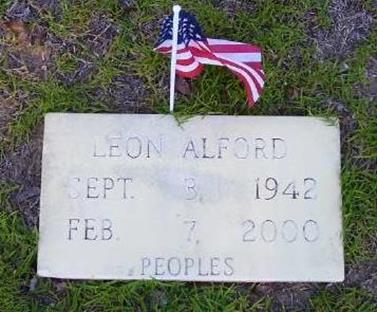 LEON ALFORD
SEPT. 3, 1942
FEB. 7, 2000
PEOPLES